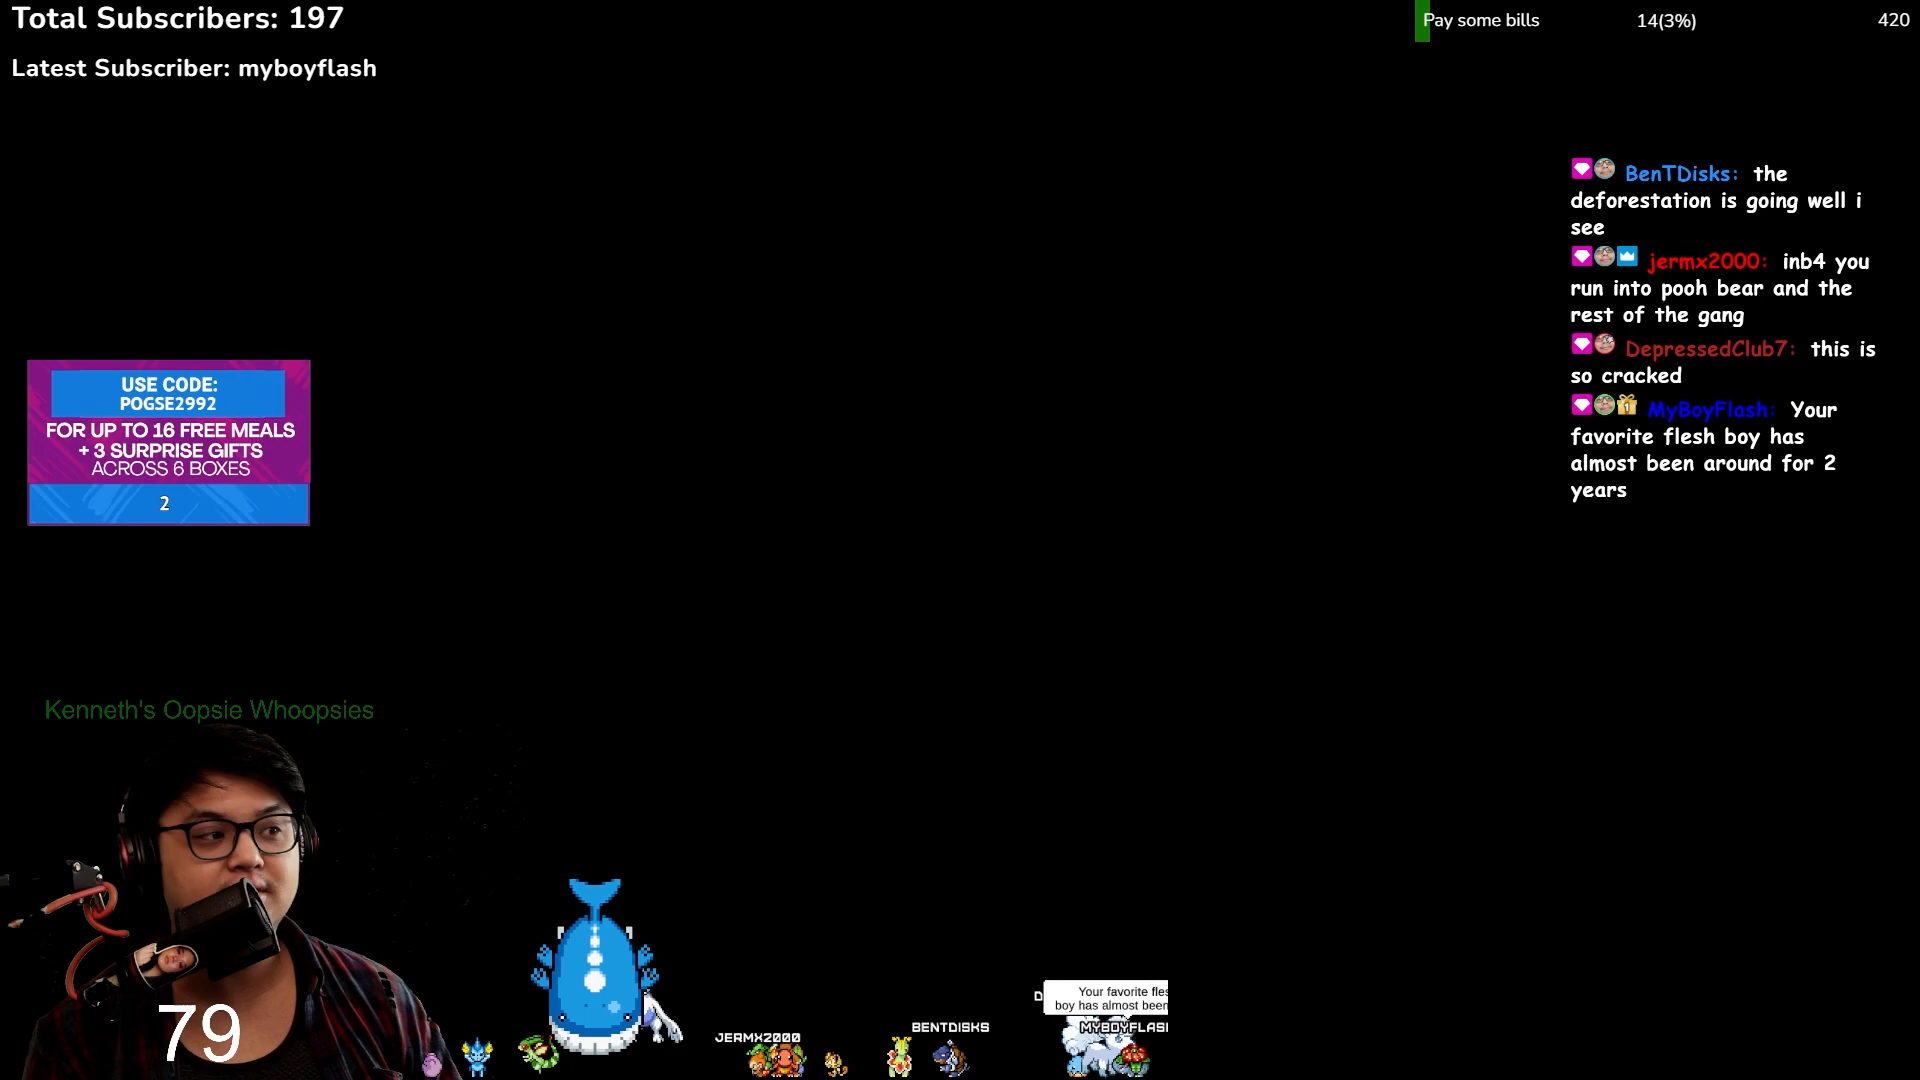 Total Subscribers: 197
Latest Subscriber: myboyflash
Pay some bills 14(3%) 420
BenTDisks: the
deforestation is going well i
see
jermx2000: inb4 you
run into pooh bear and the
rest of the gang
DepressedClub7: this is
so cracked
MyBoyFlash: Your
favorite flesh boy has
almost been around for 2
years
USE CODE:
POGSE2992
FOR UP TO 16 FREE MEALS
+ 3 SURPRISE GIFTS
ACROSS 6 BOXES
2
Kenneth's Oopsie Whoopsies
79
JERMX2000
BENTDISKS
D
Your favorite fles
boy has almost been
MYBOYFLASH